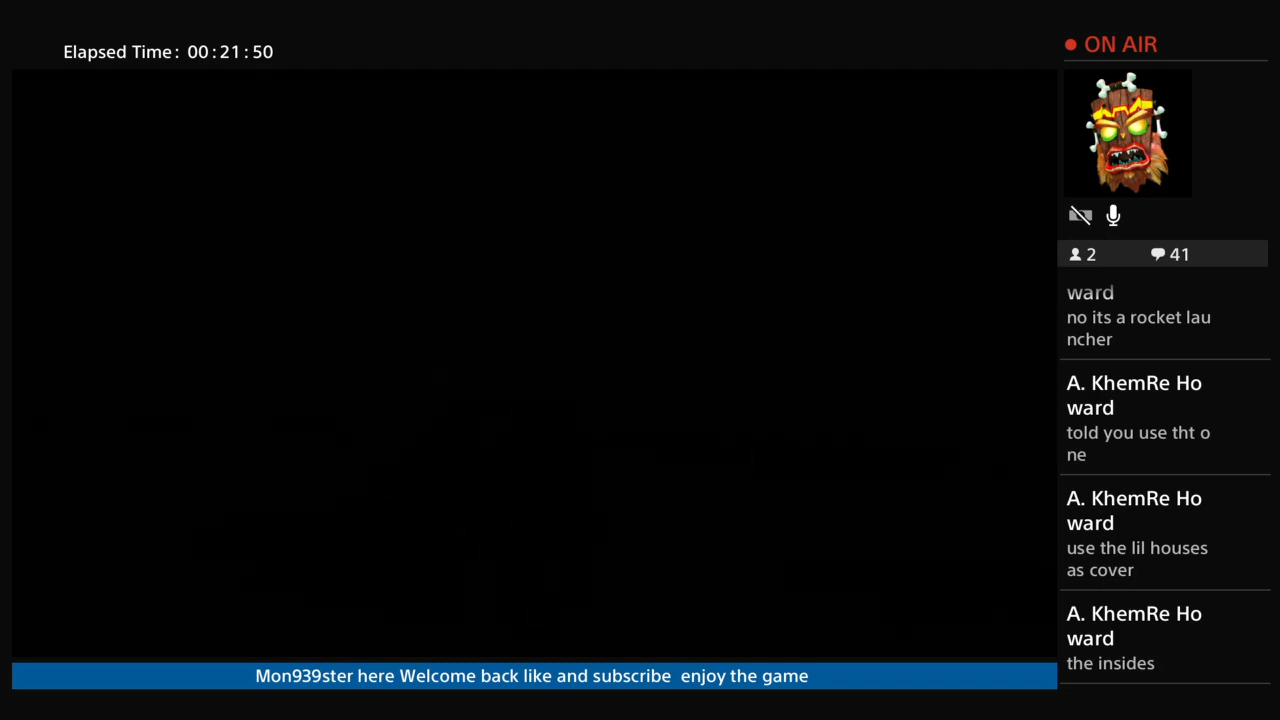 Elapsed Time: 00:21:50
ON AIR
2 41
ward
no its a rocket lau
ncher
A. KhemRe Ho
ward
told you use tht o
ne
A. KhemRe Ho
ward
use the lil houses
as cover
A. KhemRe Ho
ward
the insides
Mon939ster here Welcome back like and subscribe  enjoy the game